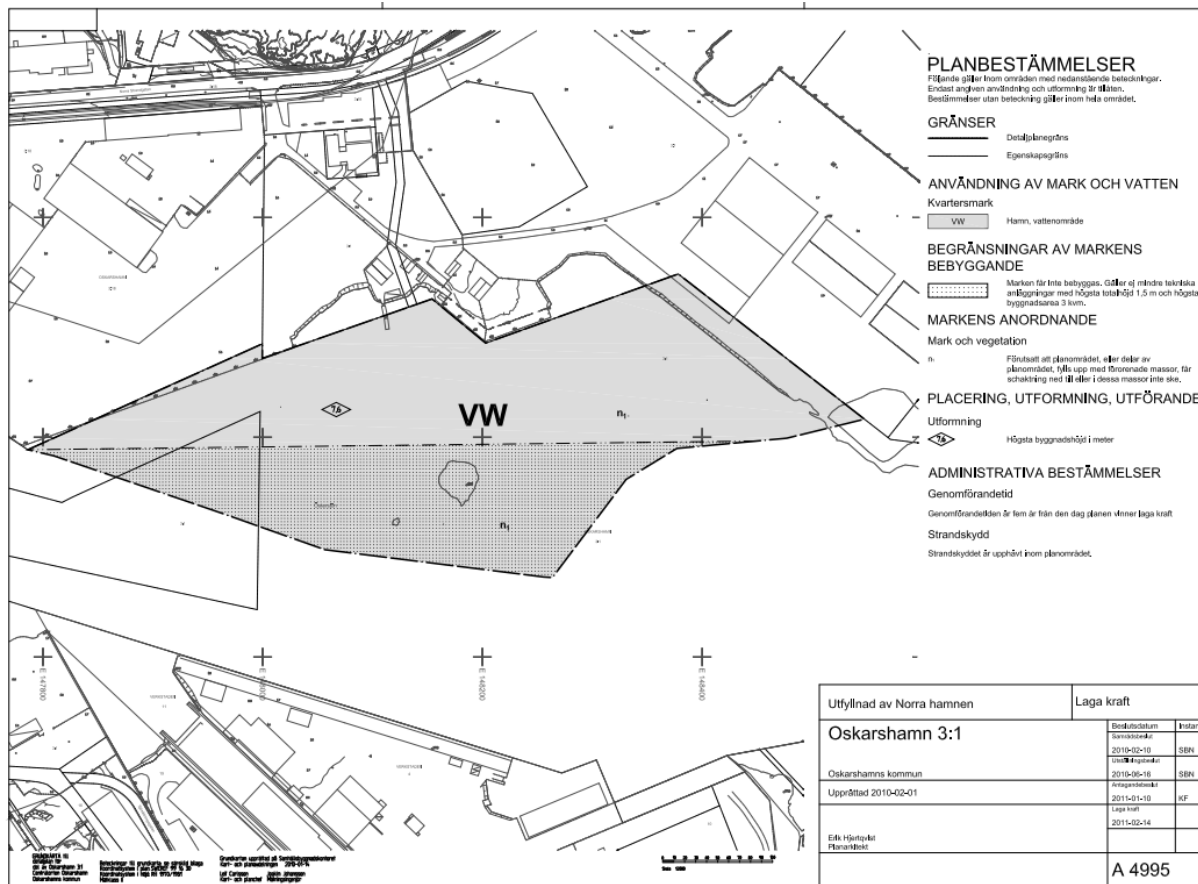 PLANBESTÄMMELSER
Följande gäller inom områden med nedanstående beteckningar.
Endast angiven användning och utformning är tillåten.
Bestämmelser utan beteckning gäller inom hela området.
GRÄNSER
Detaljplanegräns
Egenskapsgräns
ANVÄNDNING AV MARK OCH VATTEN
Kvartersmark
VW
Hamn, vattenområde
BEGRÄNSNINGAR AV MARKENS
BEBYGGANDE
Marken får inte bebyggas. Gäller ej mindre tekniska
anläggningar med högsta totalhöjd 1,5 m och högsta
byggnadsarea 3 kvm.
MARKENS ANORDNANDE
Mark och vegetation
n₁
Förutsatt att planområdet, eller delar av
planområdet, fylls upp med förorenade massor, får
schaktning ned till eller i dessa massor inte ske.
PLACERING, UTFORMNING, UTFÖRANDE
Utformning
7.6
Högsta byggnadshöjd i meter
ADMINISTRATIVA BESTÄMMELSER
Genomförandetid
Genomförandetiden är fem år från den dag planen vinner laga kraft
Strandskydd
Strandskyddet är upphävt inom planområdet.
7.6
VW
n₁
n₁
E 147800
E 148200
E 148400
Utfyllnad av Norra hamnen
Laga kraft
Oskarshamn 3:1
Oskarshamns kommun
Upprättad 2010-02-01
Erik Hjertqvist
Planarkitekt
Beslutsdatum
Instans
Samrådsbeslut
2010-02-10 SBN
Utställningsbeslut
2010-06-16 SBN
Antagandebeslut
2011-01-10 KF
Laga kraft
2011-02-14
A 4995